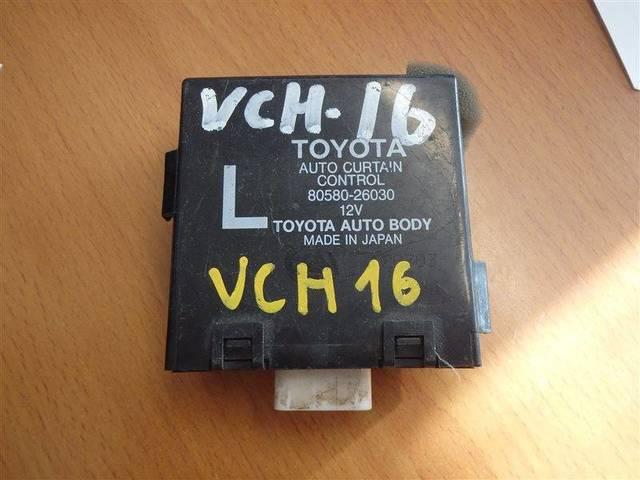 VCH-16
TOYOTA
AUTO CURTAIN
CONTROL
80580-26030
L
12V
TOYOTA AUTO BODY
MADE IN JAPAN
VCH 16